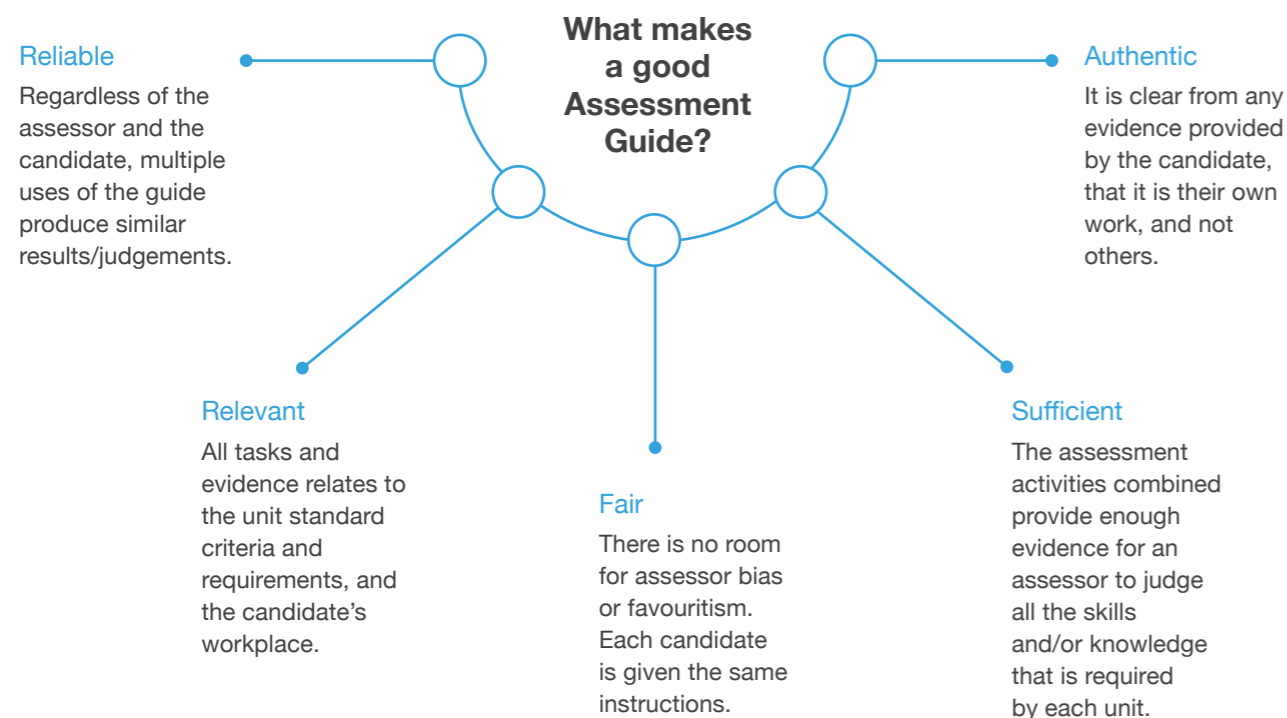 What makes
a good
Assessment
Guide?
Reliable
Regardless of the
assessor and the
candidate, multiple
uses of the guide
produce similar
results/judgements.
Relevant
All tasks and
evidence relates to
the unit standard
criteria and
requirements, and
the candidate’s
workplace.
Fair
There is no room
for assessor bias
or favouritism.
Each candidate
is given the same
instructions.
Sufficient
The assessment
activities combined
provide enough
evidence for an
assessor to judge
all the skills
and/or knowledge
that is required
by each unit.
Authentic
It is clear from any
evidence provided
by the candidate,
that it is their own
work, and not
others.